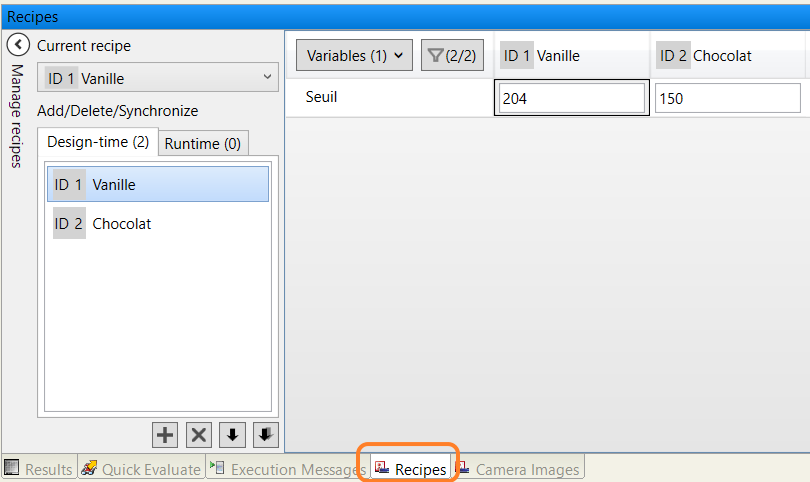 Recipes
Manage recipes
Current recipe
ID 1 Vanille
Add/Delete/Synchronize
Design-time (2) Runtime (0)
ID 1 Vanille
ID 2 Chocolat
Variables (1) (2/2) ID 1 Vanille ID 2 Chocolat
Seuil 204 150
Results Quick Evaluate Execution Messages Recipes Camera Images